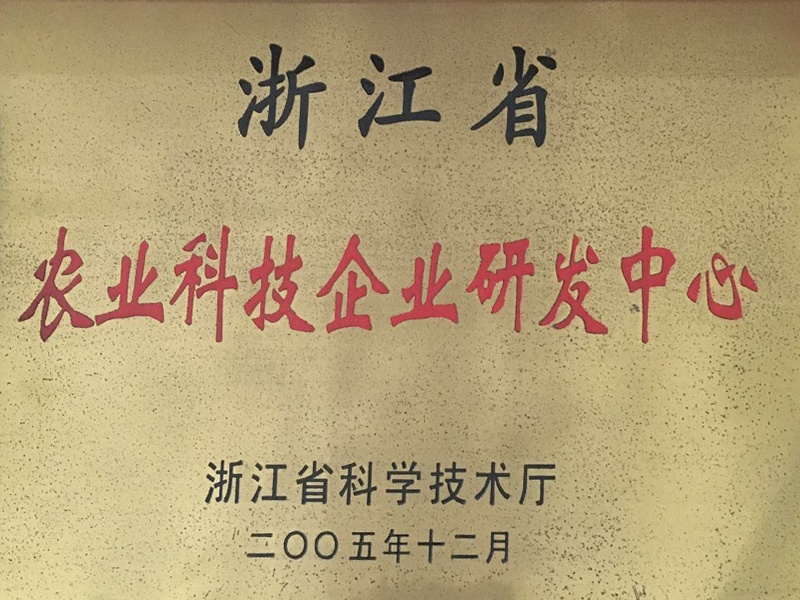 浙江省
农业科技企业研发中心
浙江省科学技术厅
二〇〇五年十二月